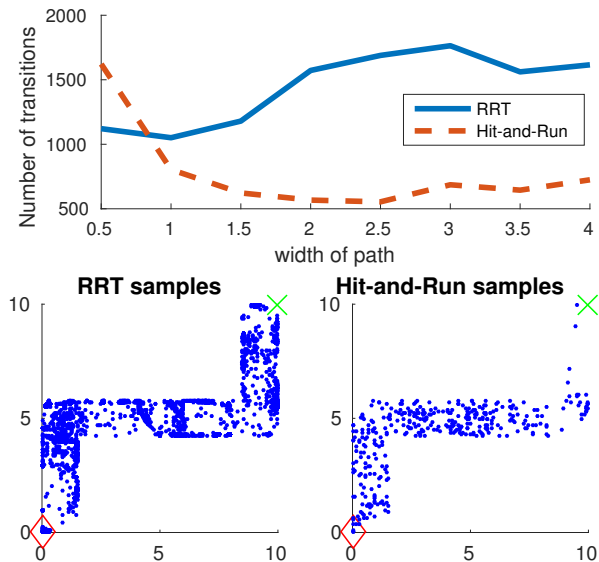 2000
1500
1000
500
Number of transitions
RRT
Hit-and-Run
0.5 1 1.5 2 2.5 3 3.5 4
width of path
RRT samples
10
5
0
0 5 10
Hit-and-Run samples
10
5
0
0 5 10